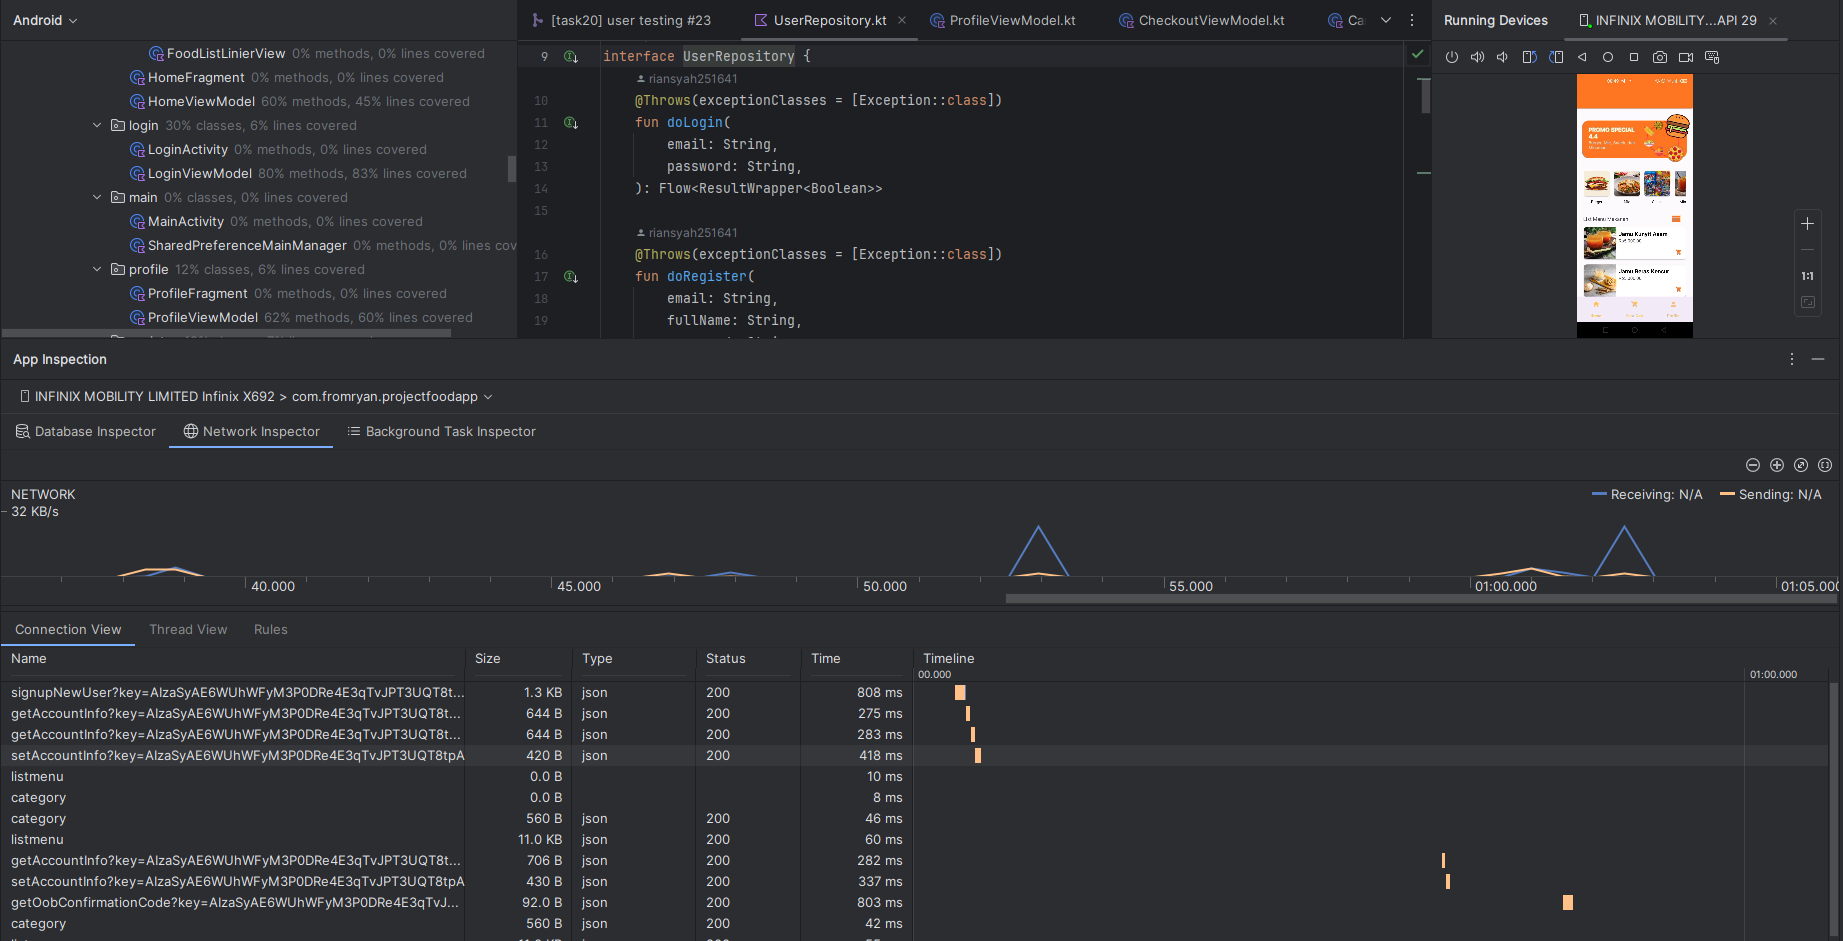 Android
FoodListLinierView 0% methods, 0% lines covered
HomeFragment 0% methods, 0% lines covered
HomeViewModel 60% methods, 45% lines covered
login 30% classes, 6% lines covered
LoginActivity 0% methods, 0% lines covered
LoginViewModel 80% methods, 83% lines covered
main 0% classes, 0% lines covered
MainActivity 0% methods, 0% lines covered
SharedPreferenceMainManager 0% methods, 0% lines cov
profile 12% classes, 6% lines covered
ProfileFragment 0% methods, 0% lines covered
ProfileViewModel 62% methods, 60% lines covered
[task20] user testing #23
UserRepository.kt
ProfileViewModel.kt
CheckoutViewModel.kt
Ca
9 interface UserRepository {
riansyah251641
10 @Throws(exceptionClasses = [Exception::class])
11 fun doLogin(
12 email: String,
13 password: String,
14 ): Flow<ResultWrapper<Boolean>>
15
riansyah251641
16 @Throws(exceptionClasses = [Exception::class])
17 fun doRegister(
18 email: String,
19 fullName: String,
Running Devices
INFINIX MOBILITY...API 29
PROMO SPECIAL
4.4
List Menu Makanan
Jamu Kunyit Asam
Jamu Beras Kencur
1:1
App Inspection
INFINIX MOBILITY LIMITED Infinix X692 > com.fromryan.projectfoodapp
Database Inspector
Network Inspector
Background Task Inspector
NETWORK
32 KB/s
Receiving: N/A
Sending: N/A
40.000
45.000
50.000
55.000
01:00.000
01:05.000
Connection View
Thread View
Rules
Name Size Type Status Time Timeline
00.000 01:00.000
signupNewUser?key=AIzaSyAE6WUhWFyM3P0DRe4E3qTvJPT3UQT8t... 1.3 KB json 200 808 ms
getAccountInfo?key=AIzaSyAE6WUhWFyM3P0DRe4E3qTvJPT3UQT8t... 644 B json 200 275 ms
getAccountInfo?key=AIzaSyAE6WUhWFyM3P0DRe4E3qTvJPT3UQT8t... 644 B json 200 283 ms
setAccountInfo?key=AIzaSyAE6WUhWFyM3P0DRe4E3qTvJPT3UQT8tpA 420 B json 200 418 ms
listmenu 0.0 B 10 ms
category 0.0 B 8 ms
category 560 B json 200 46 ms
listmenu 11.0 KB json 200 60 ms
getAccountInfo?key=AIzaSyAE6WUhWFyM3P0DRe4E3qTvJPT3UQT8t... 706 B json 200 282 ms
setAccountInfo?key=AIzaSyAE6WUhWFyM3P0DRe4E3qTvJPT3UQT8tpA 430 B json 200 337 ms
getOobConfirmationCode?key=AIzaSyAE6WUhWFyM3P0DRe4E3qTvJ... 92.0 B json 200 803 ms
category 560 B json 200 42 ms